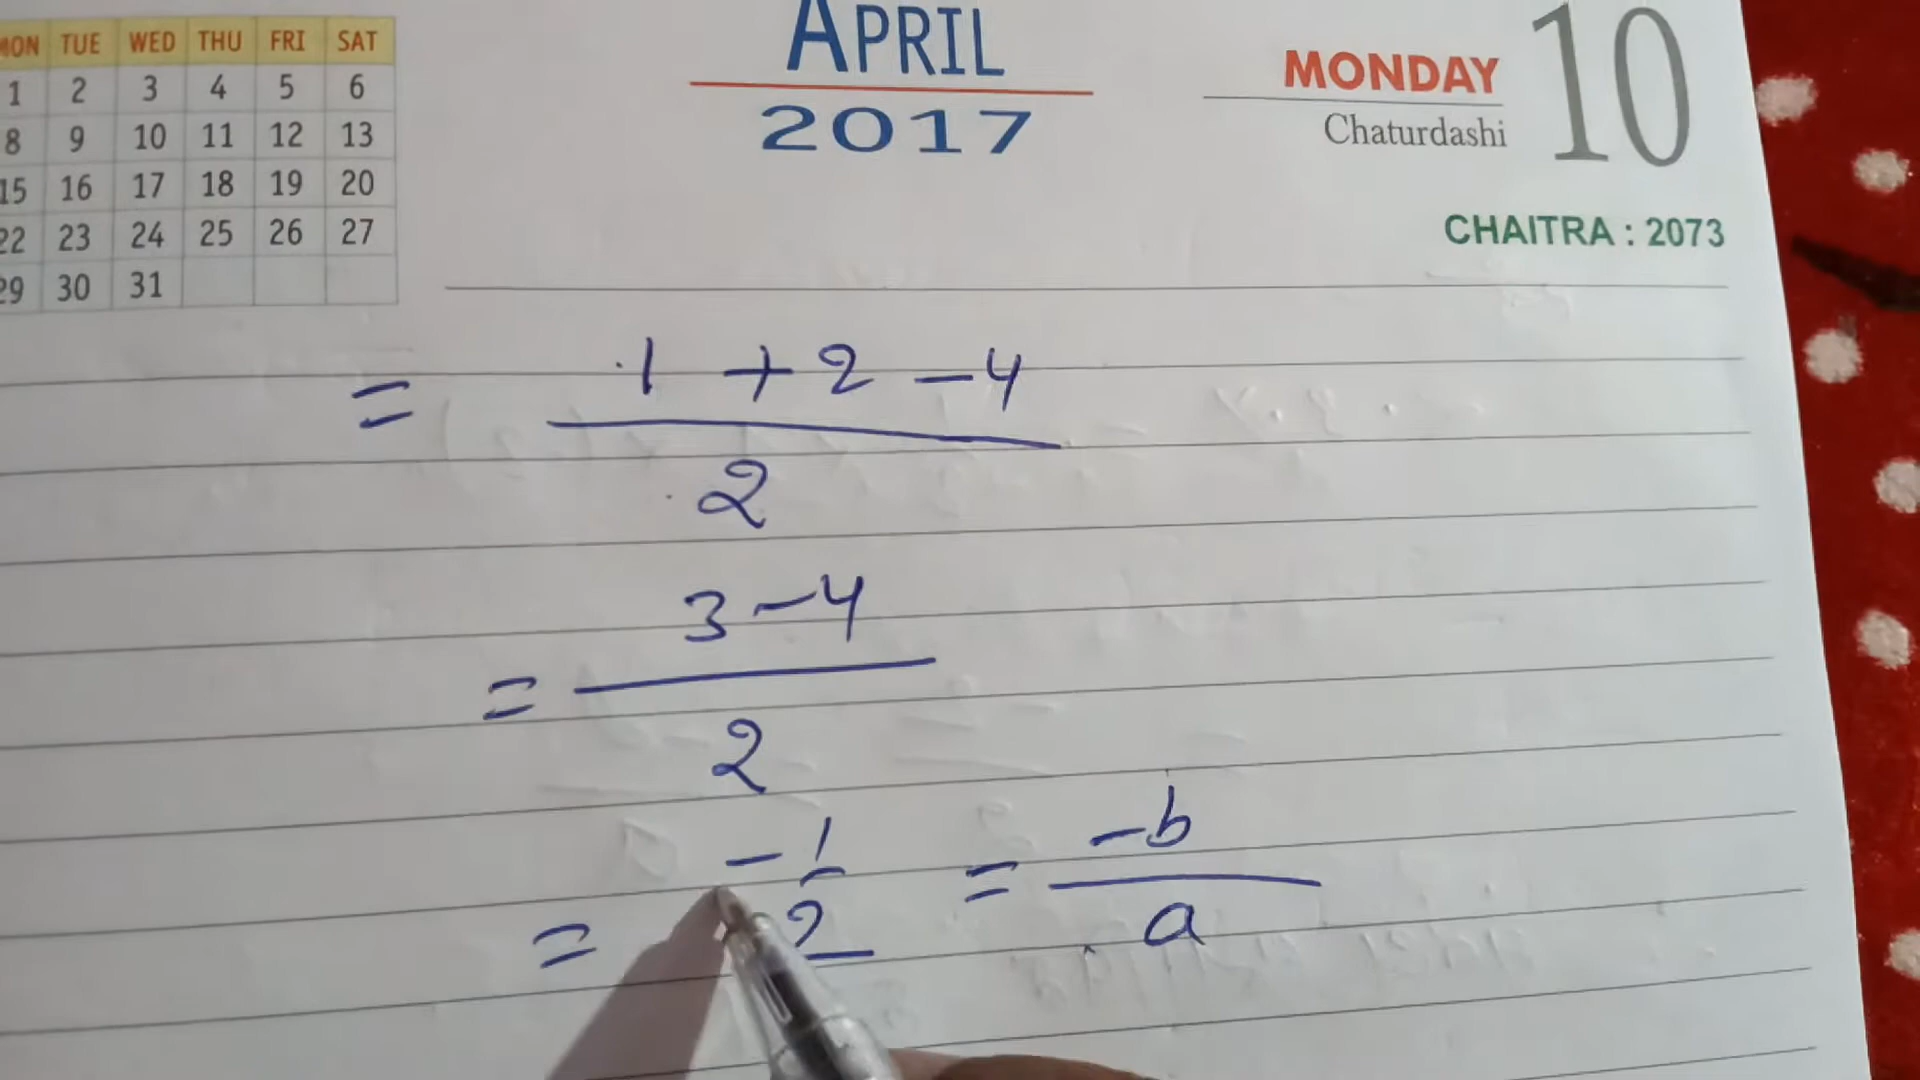 MON TUE WED THU FRI SAT
1 2 3 4 5 6
8 9 10 11 12 13
15 16 17 18 19 20
22 23 24 25 26 27
29 30 31
APRIL
2017
MONDAY 10
Chaturdashi
CHAITRA : 2073
= 1 + 2 - 4
2
3 - 4
=
2
- 1 = - b
= 2 a